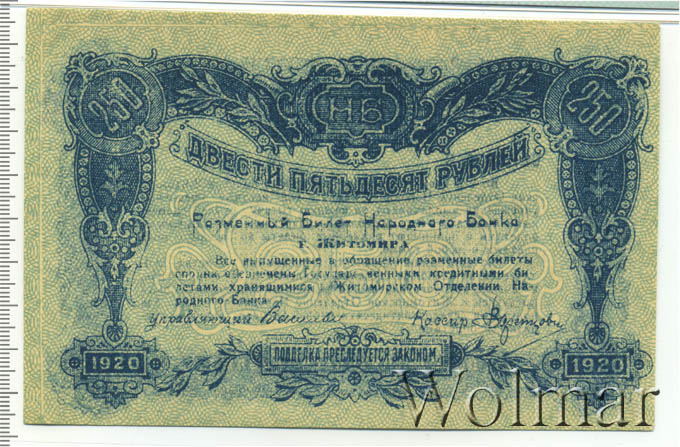 250 НБ 250
ДВЕСТИ ПЯТЬДЕСЯТ РУБЛЕЙ
Разменный Билет Народного Банка
г. Житомира
Все выпущенные в обращение разменные билеты
сполна обеспечены Государственными кредитными би-
летами хранящимися в Житомирском Отделении На-
родного Банка
управляющий Кассир
1920 ПОДДЕЛКА ПРЕСЛЕДУЕТСЯ ЗАКОНОМ. 1920
Wolmar